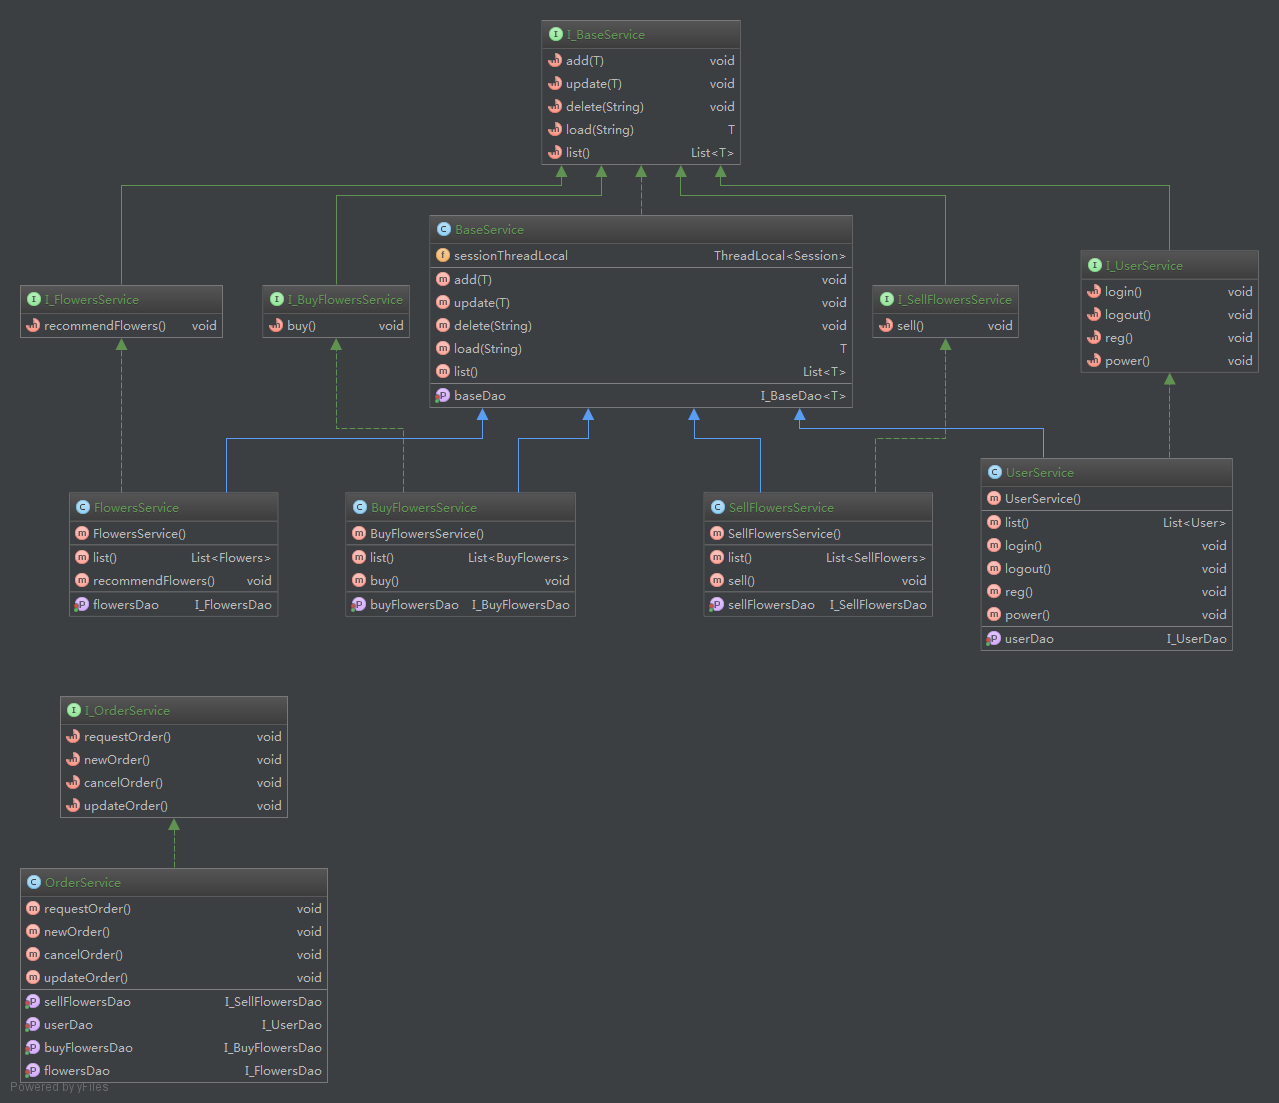 I_BaseService
add(T) void
update(T) void
delete(String) void
load(String) T
list() List<T>
BaseService
sessionThreadLocal ThreadLocal<Session>
add(T) void
update(T) void
delete(String) void
load(String) T
list() List<T>
baseDao I_BaseDao<T>
I_FlowersService
recommendFlowers() void
I_BuyFlowersService
buy() void
I_SellFlowersService
sell() void
I_UserService
login() void
logout() void
reg() void
power() void
FlowersService
FlowersService()
list() List<Flowers>
recommendFlowers() void
flowersDao I_FlowersDao
BuyFlowersService
BuyFlowersService()
list() List<BuyFlowers>
buy() void
buyFlowersDao I_BuyFlowersDao
SellFlowersService
SellFlowersService()
list() List<SellFlowers>
sell() void
sellFlowersDao I_SellFlowersDao
UserService
UserService()
list() List<User>
login() void
logout() void
reg() void
power() void
userDao I_UserDao
I_OrderService
requestOrder() void
newOrder() void
cancelOrder() void
updateOrder() void
OrderService
requestOrder() void
newOrder() void
cancelOrder() void
updateOrder() void
sellFlowersDao I_SellFlowersDao
userDao I_UserDao
buyFlowersDao I_BuyFlowersDao
flowersDao I_FlowersDao
Powered by yFiles